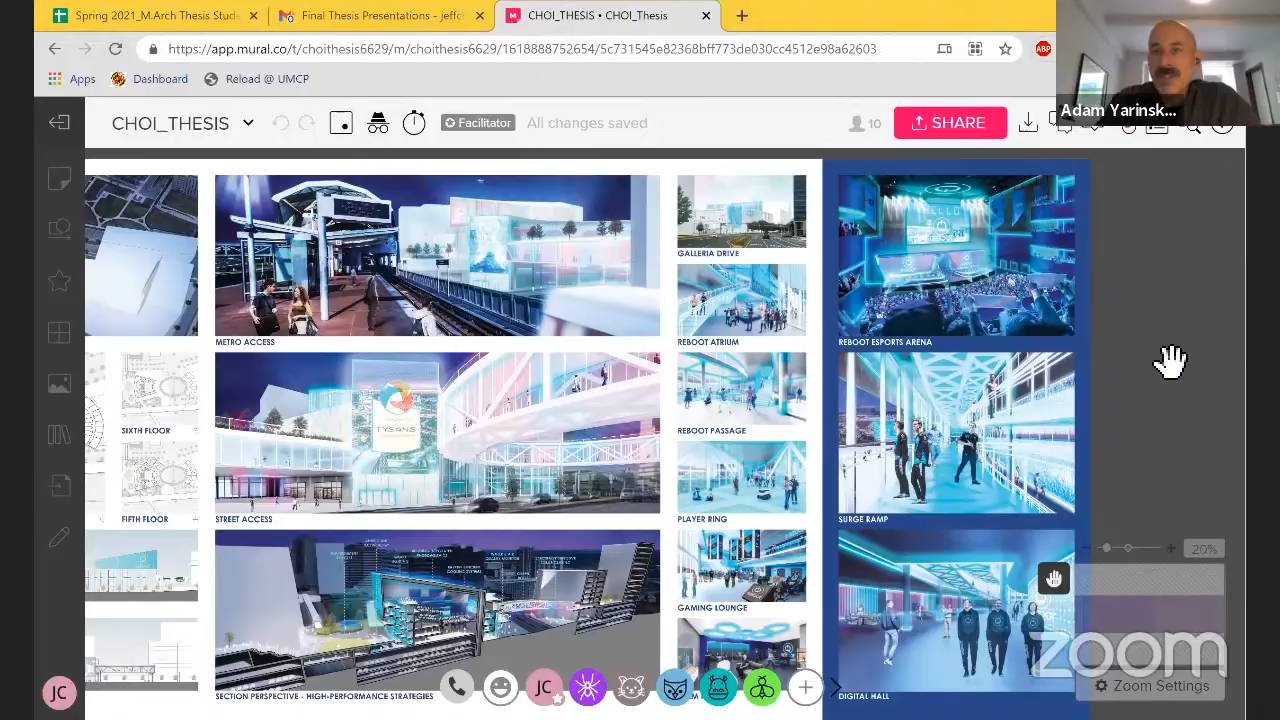 Spring 2021_M.Arch Thesis Stud
Final Thesis Presentations - jeffc
CHOI_THESIS • CHOI_Thesis
https://app.mural.co/t/choithesis6629/m/choithesis6629/1618888752654/5c731545e82368bff773de030cc4512e98a62603
ABP
Apps
Dashboard
Reload @ UMCP
Adam Yarinsk...
CHOI_THESIS
Facilitator
All changes saved
10
SHARE
GALLERIA DRIVE
METRO ACCESS
REBOOT ATRIUM
REBOOT ESPORTS ARENA
TYSONS
SIXTH FLOOR
REBOOT PASSAGE
FIFTH FLOOR
STREET ACCESS
PLAYER RING
SURGE RAMP
20%
GAMING LOUNGE
zoom
Zoom Settings
JC
JC
SECTION PERSPECTIVE - HIGH-PERFORMANCE STRATEGIES
DIGITAL HALL